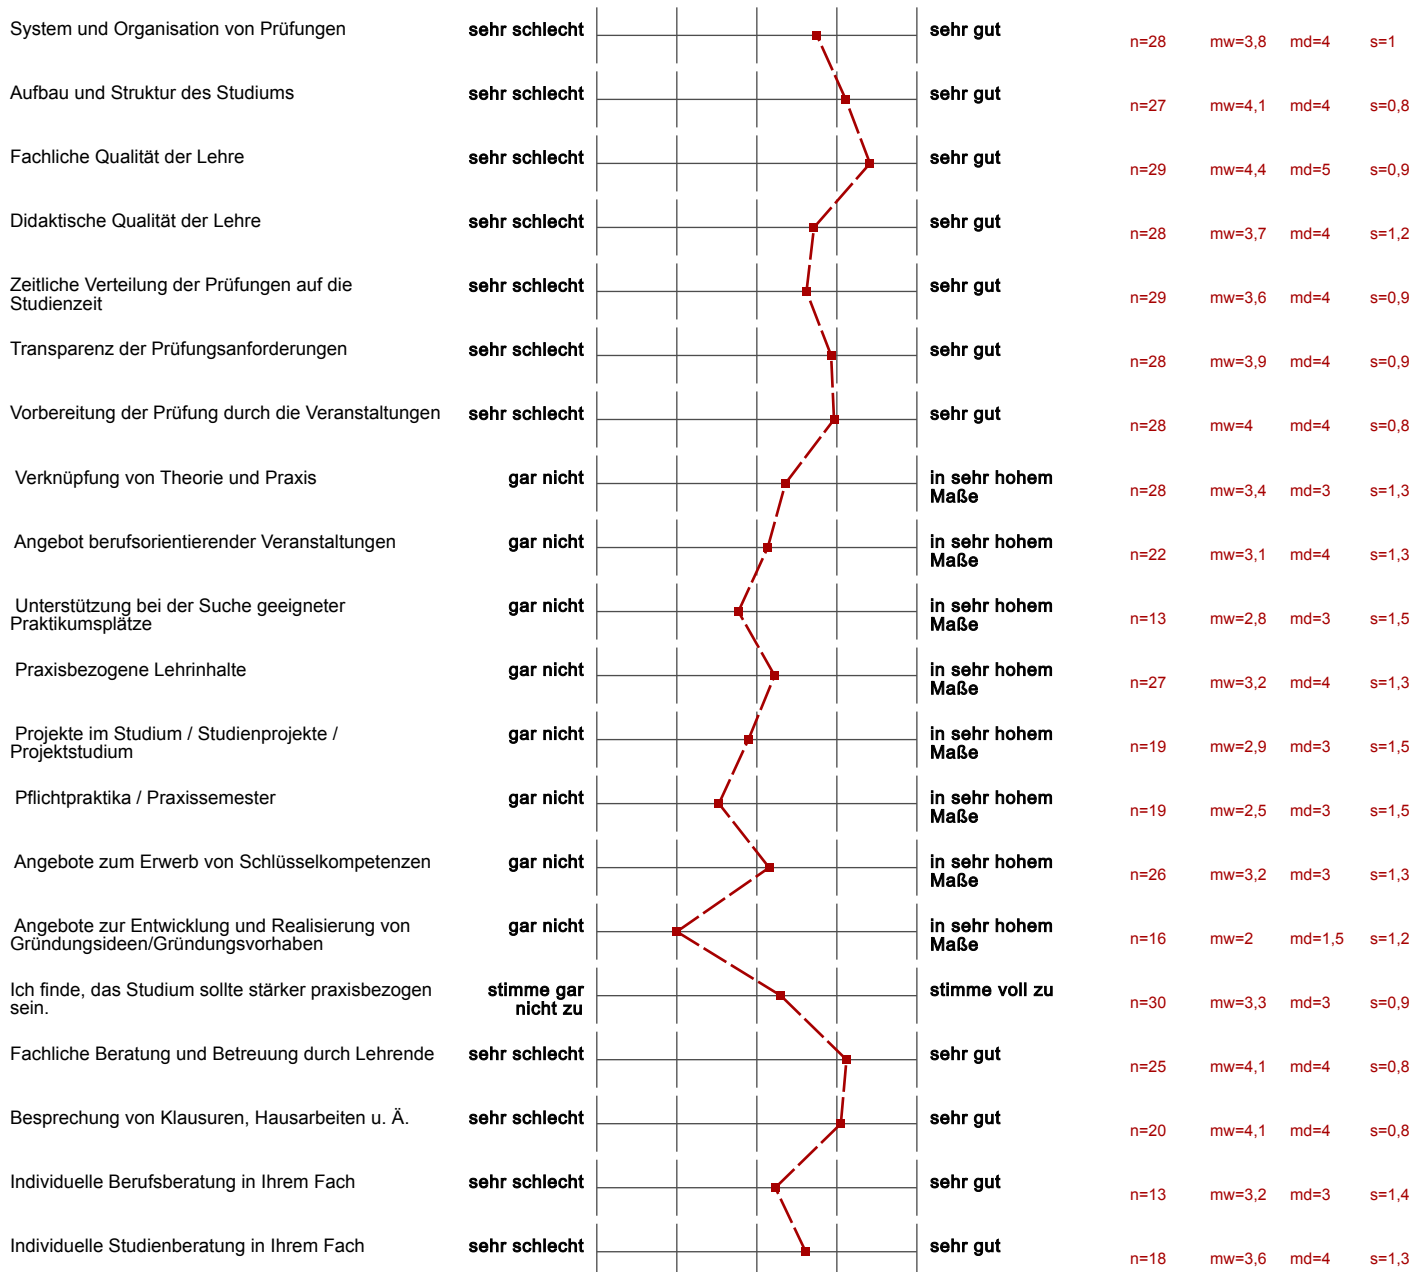 System und Organisation von Prüfungen sehr schlecht sehr gut n=28 mw=3,8 md=4 s=1
Aufbau und Struktur des Studiums sehr schlecht sehr gut n=27 mw=4,1 md=4 s=0,8
Fachliche Qualität der Lehre sehr schlecht sehr gut n=29 mw=4,4 md=5 s=0,9
Didaktische Qualität der Lehre sehr schlecht sehr gut n=28 mw=3,7 md=4 s=1,2
Zeitliche Verteilung der Prüfungen auf die sehr schlecht sehr gut
Studienzeit n=29 mw=3,6 md=4 s=0,9
Transparenz der Prüfungsanforderungen sehr schlecht sehr gut n=28 mw=3,9 md=4 s=0,9
Vorbereitung der Prüfung durch die Veranstaltungen sehr schlecht sehr gut n=28 mw=4 md=4 s=0,8
Verknüpfung von Theorie und Praxis gar nicht in sehr hohem
Maße n=28 mw=3,4 md=3 s=1,3
Angebot berufsorientierender Veranstaltungen gar nicht in sehr hohem
Maße n=22 mw=3,1 md=4 s=1,3
Unterstützung bei der Suche geeigneter gar nicht in sehr hohem
Praktikumsplätze Maße n=13 mw=2,8 md=3 s=1,5
Praxisbezogene Lehrinhalte gar nicht in sehr hohem
Maße n=27 mw=3,2 md=4 s=1,3
Projekte im Studium / Studienprojekte / gar nicht in sehr hohem
Projektstudium Maße n=19 mw=2,9 md=3 s=1,5
Pflichtpraktika / Praxissemester gar nicht in sehr hohem
Maße n=19 mw=2,5 md=3 s=1,5
Angebote zum Erwerb von Schlüsselkompetenzen gar nicht in sehr hohem
Maße n=26 mw=3,2 md=3 s=1,3
Angebote zur Entwicklung und Realisierung von gar nicht in sehr hohem
Gründungsideen/Gründungsvorhaben Maße n=16 mw=2 md=1,5 s=1,2
Ich finde, das Studium sollte stärker praxisbezogen stimme gar stimme voll zu
sein. nicht zu n=30 mw=3,3 md=3 s=0,9
Fachliche Beratung und Betreuung durch Lehrende sehr schlecht sehr gut n=25 mw=4,1 md=4 s=0,8
Besprechung von Klausuren, Hausarbeiten u. Ä. sehr schlecht sehr gut n=20 mw=4,1 md=4 s=0,8
Individuelle Berufsberatung in Ihrem Fach sehr schlecht sehr gut n=13 mw=3,2 md=3 s=1,4
Individuelle Studienberatung in Ihrem Fach sehr schlecht sehr gut n=18 mw=3,6 md=4 s=1,3